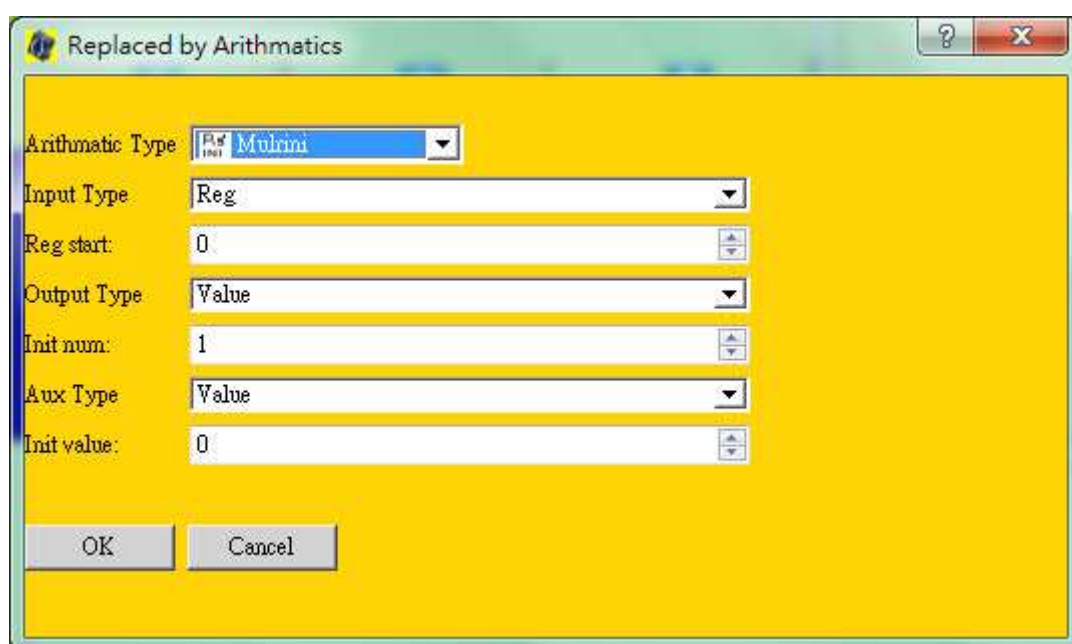 Replaced by Arithmatics
Arithmatic Type Mulrini
Input Type Reg
Reg start: 0
Output Type Value
Init num: 1
Aux Type Value
Init value: 0
OK Cancel